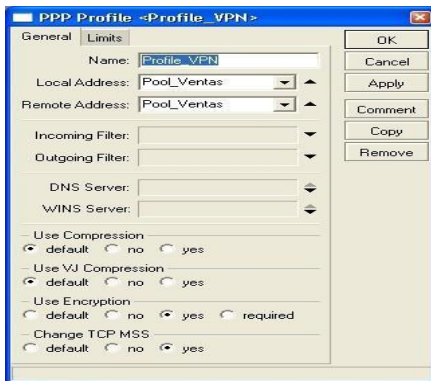 PPP Profile <Profile_VPN>
General Limits
Name: Profile_VPN
Local Address: Pool_Ventas
Remote Address: Pool_Ventas
Incoming Filter:
Outgoing Filter:
DNS Server:
WINS Server:
Use Compression
default no yes
Use VJ Compression
default no yes
Use Encryption
default no yes required
Change TCP MSS
default no yes
OK
Cancel
Apply
Comment
Copy
Remove